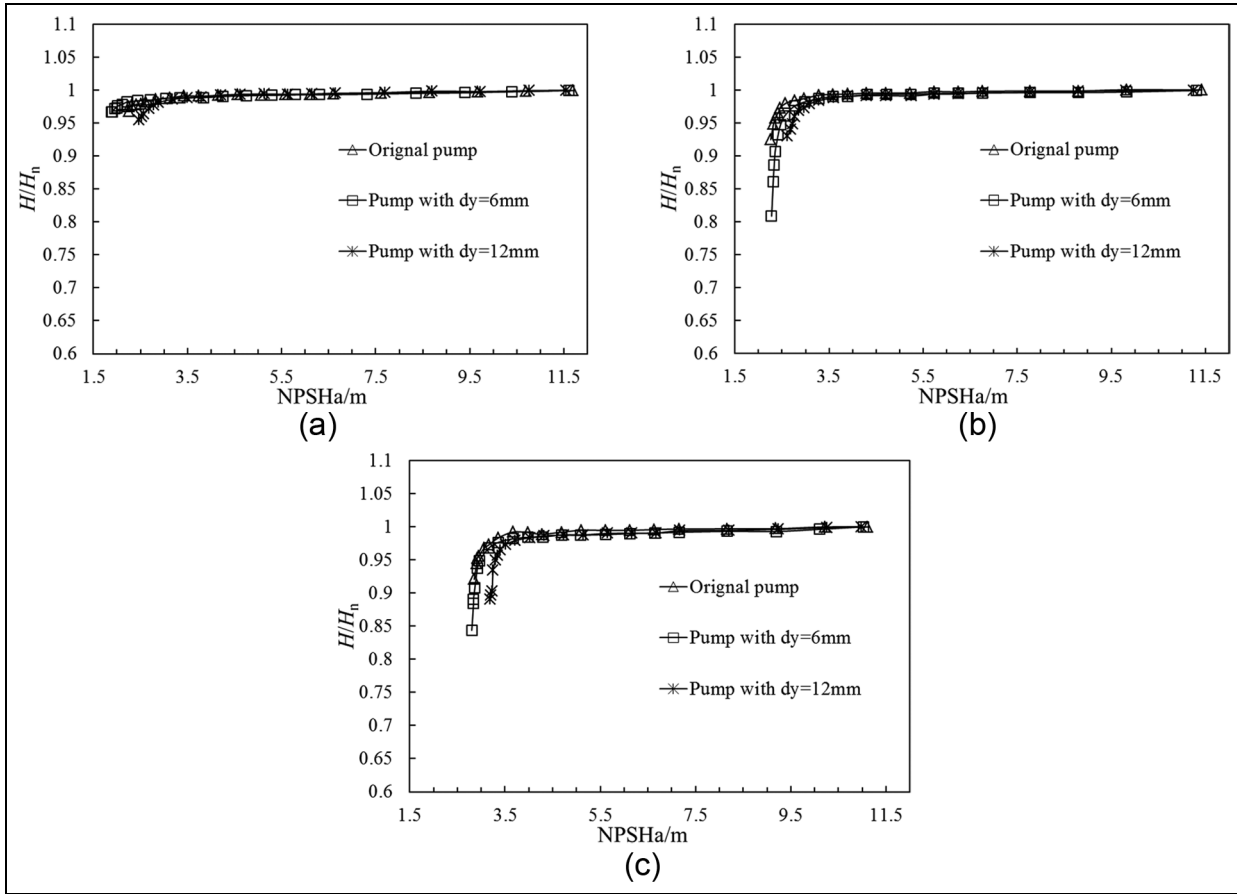 1.1
1.05
1
0.95
0.9
0.85
0.8
0.75
0.7
0.65
0.6
H/Hn
Orignal pump
Pump with dy=6mm
Pump with dy=12mm
1.5 3.5 5.5 7.5 9.5 11.5
NPSHa/m
(a)
1.1
1.05
1
0.95
0.9
0.85
0.8
0.75
0.7
0.65
0.6
H/Hn
Orignal pump
Pump with dy=6mm
Pump with dy=12mm
1.5 3.5 5.5 7.5 9.5 11.5
NPSHa/m
(b)
1.1
1.05
1
0.95
0.9
0.85
0.8
0.75
0.7
0.65
0.6
H/Hn
Orignal pump
Pump with dy=6mm
Pump with dy=12mm
1.5 3.5 5.5 7.5 9.5 11.5
NPSHa/m
(c)